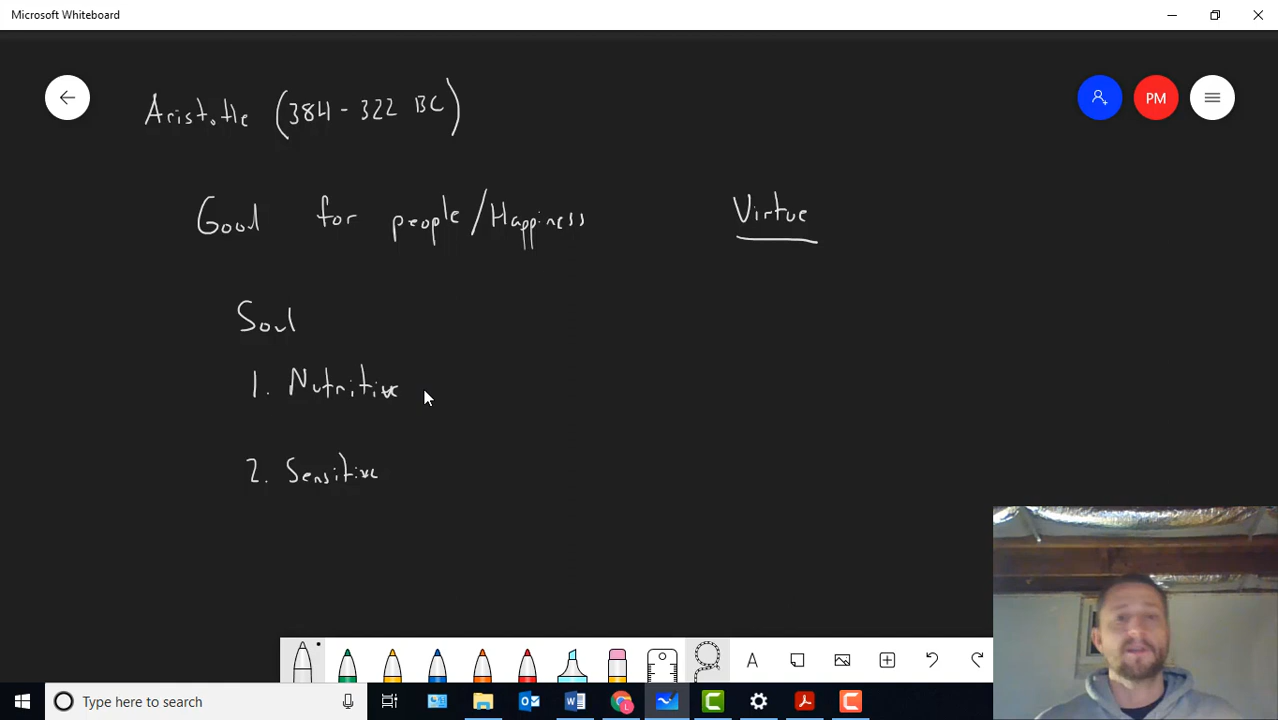 Microsoft Whiteboard
Aristotle (384 - 322 BC)
PM
Good for people/Happiness
Virtue
Soul
1. Nutritive
2. Sensitive
A
Type here to search